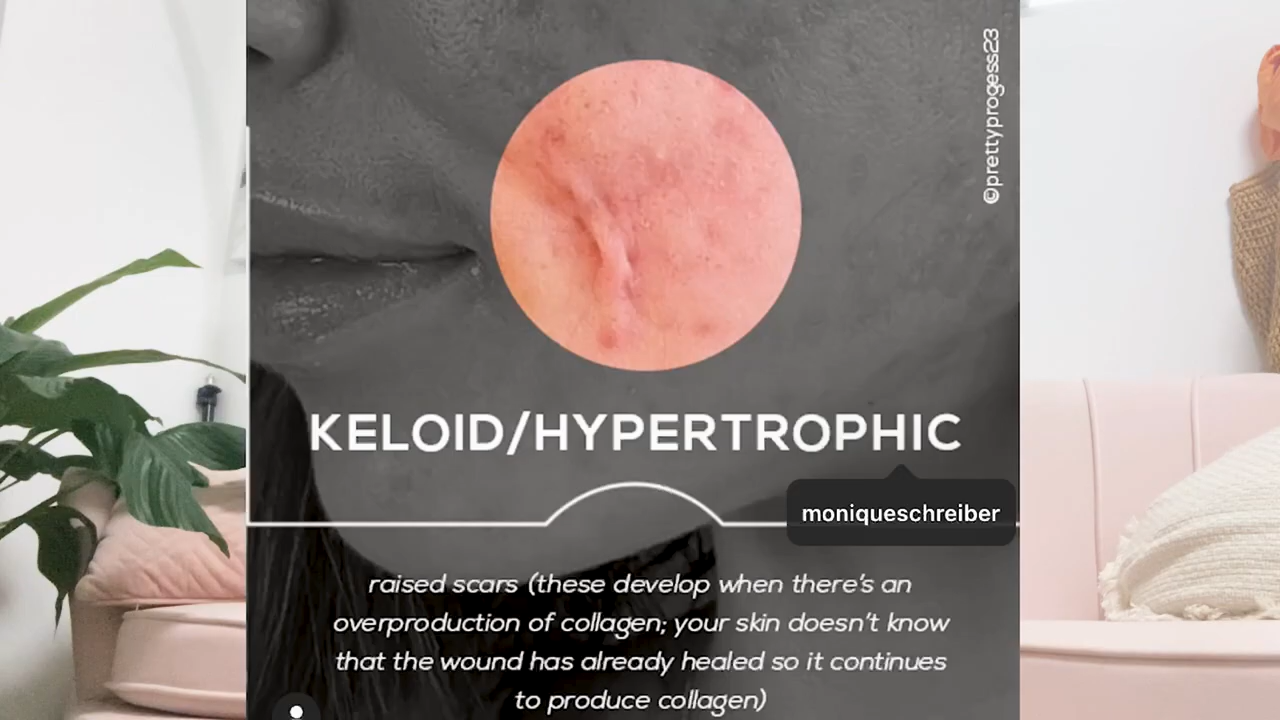 ©prettyprogess23
KELOID/HYPERTROPHIC
moniqueschreiber
raised scars (these develop when there's an
overproduction of collagen; your skin doesn't know
that the wound has already healed so it continues
to produce collagen)